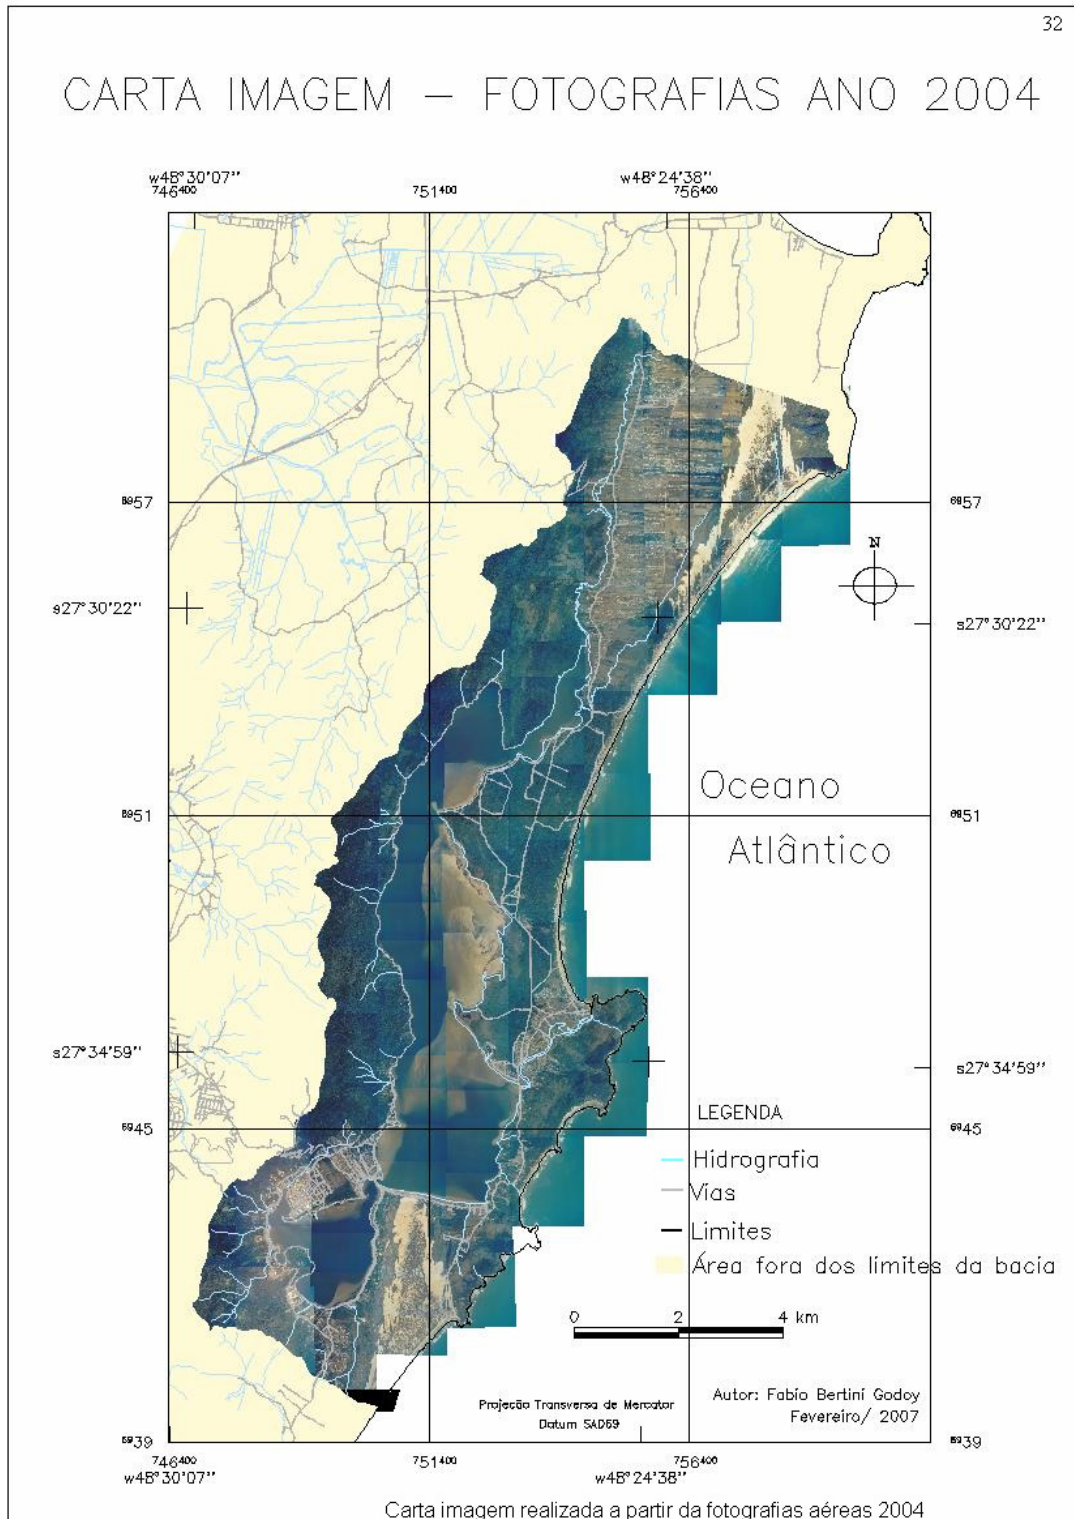 32
CARTA IMAGEM – FOTOGRAFIAS ANO 2004
w48°30'07" w48°24'38"
746400 751400 756400
6957 6957
N
s27°30'22" s27°30'22"
Oceano
6951 6951
Atlântico
s27°34'59" s27°34'59"
LEGENDA
6945 6945
Hidrografia
Vias
Limites
Área fora dos limites da bacia
0 2 4 km
Projeção Transversa de Mercator
Datum SAD69
Autor: Fabio Bertini Godoy
Fevereiro/ 2007
6939 6939
746400 751400 756400
w48°30'07" w48°24'38"
Carta imagem realizada a partir da fotografias aéreas 2004